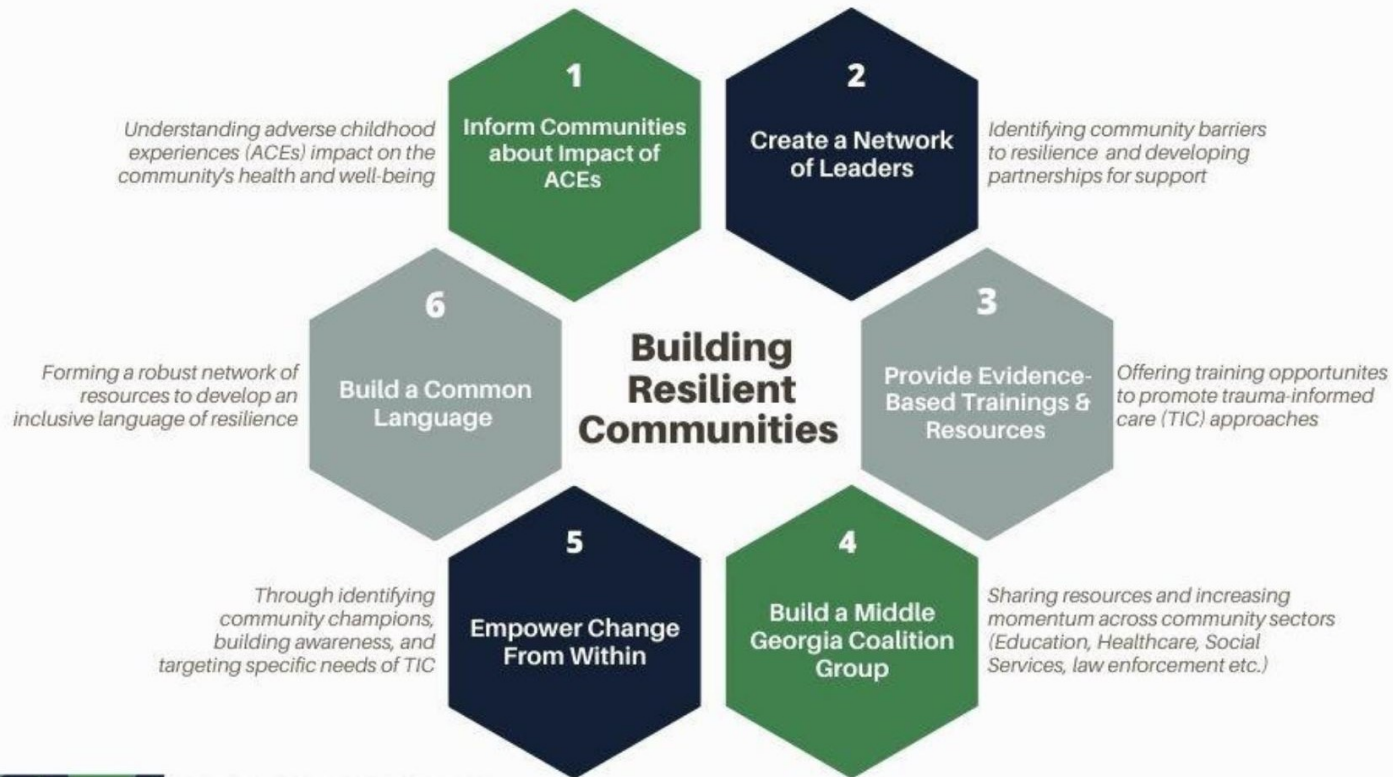 1
Inform Communities
about Impact of
ACEs
Understanding adverse childhood
experiences (ACEs) impact on the
community's health and well-being
2
Create a Network
of Leaders
Identifying community barriers
to resilience and developing
partnerships for support
3
Provide Evidence-
Based Trainings &
Resources
Offering training opportunites
to promote trauma-informed
care (TIC) approaches
4
Build a Middle
Georgia Coalition
Group
Sharing resources and increasing
momentum across community sectors
(Education, Healthcare, Social
Services, law enforcement etc.)
5
Empower Change
From Within
Through identifying
community champions,
building awareness, and
targeting specific needs of TIC
6
Build a Common
Language
Forming a robust network of
resources to develop an
inclusive language of resilience
Building
Resilient
Communities